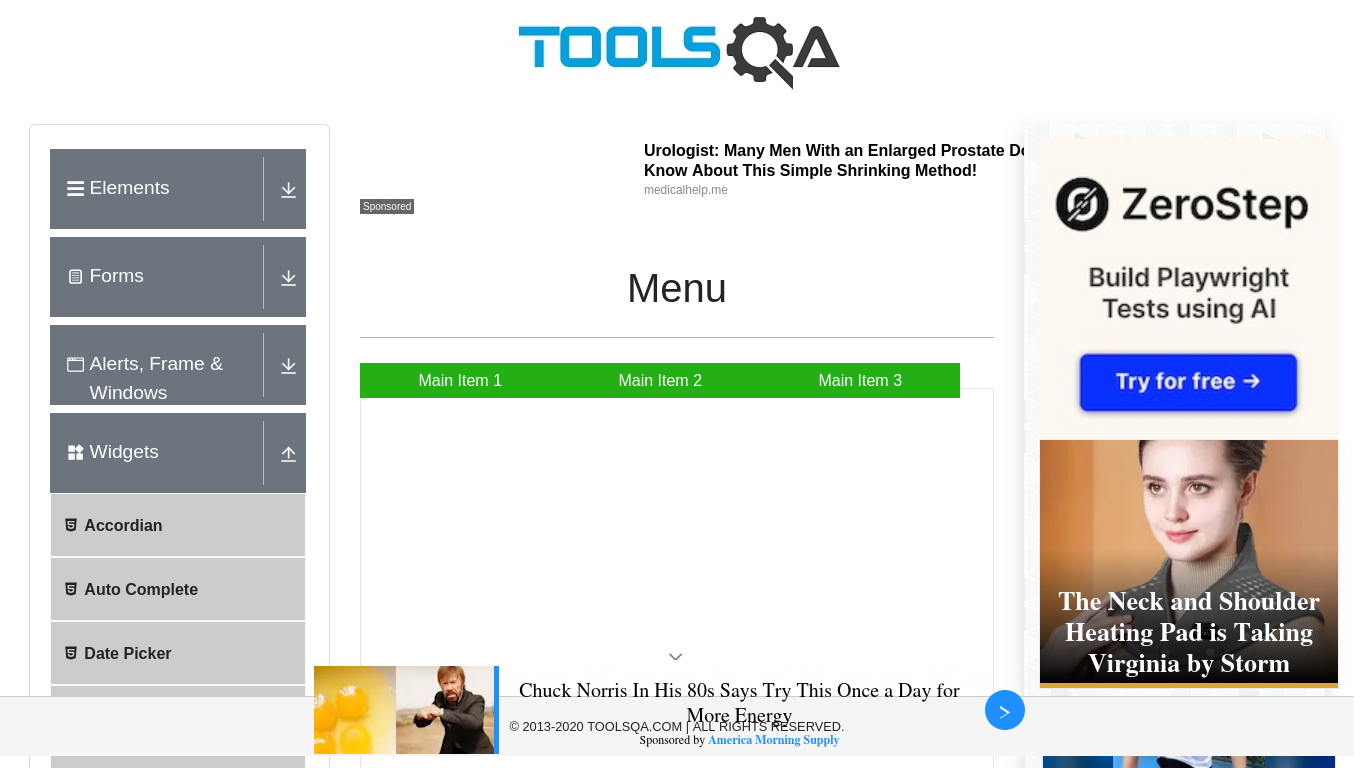 TOOLSQA
Elements
Forms
Alerts, Frame &
Windows
Widgets
Accordian
Auto Complete
Date Picker
Urologist: Many Men With an Enlarged Prostate
Know About This Simple Shrinking Method!
medicalhelp.me
Sponsored
Menu
Main Item 1
Main Item 2
Main Item 3
ZeroStep
Build Playwright
Tests using AI
Try for free →
The Neck and Shoulder
Heating Pad is Taking
Virginia by Storm
Chuck Norris In His 80s Says Try This Once a Day for
More Energy
© 2013-2020 TOOLSQA.COM | ALL RIGHTS RESERVED.
Sponsored by America Morning Supply